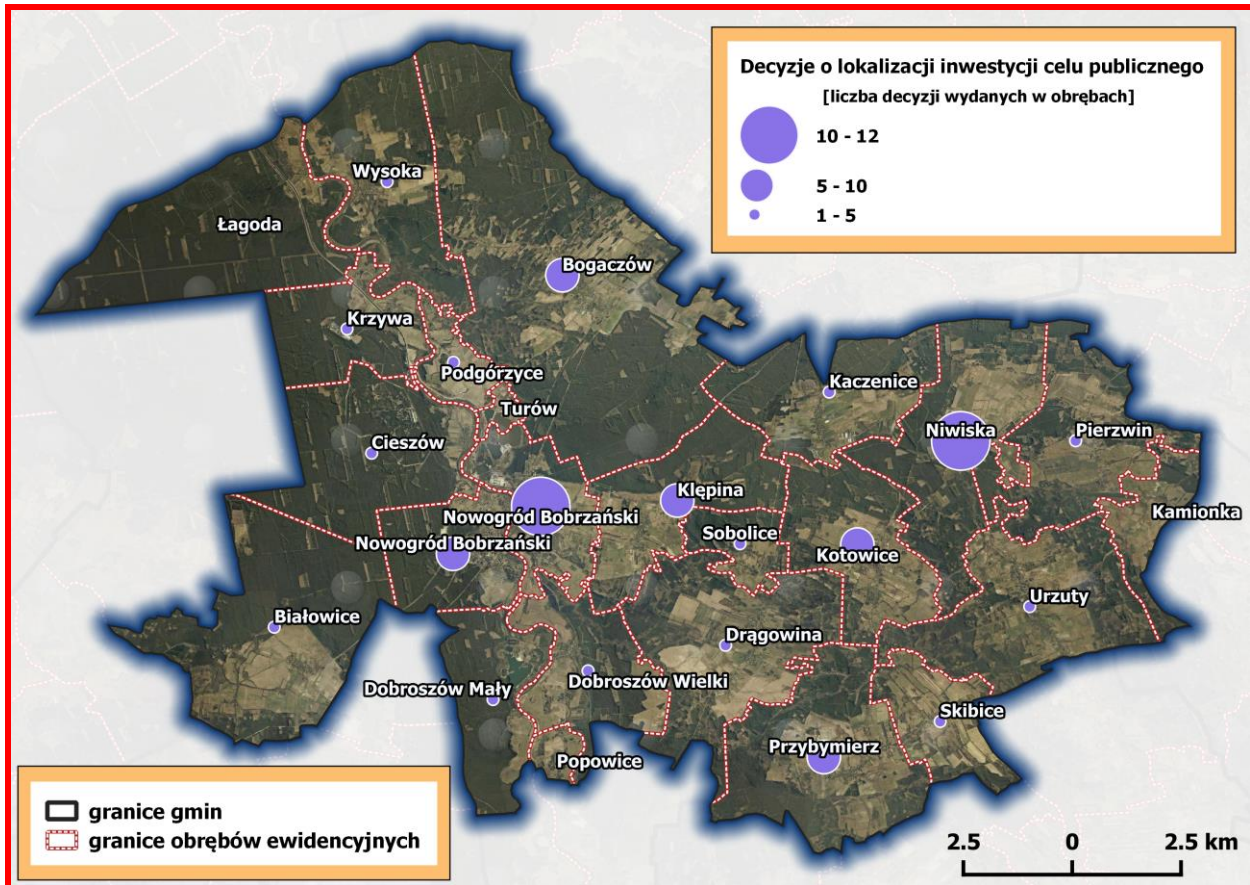 Decyzje o lokalizacji inwestycji celu publicznego
[liczba decyzji wydanych w obrębach]
10 - 12
5 - 10
1 - 5
Wysoka
Łagoda
Bogaczów
Krzywa
Podgórzyce
Kaczenice
Turów
Niwiska
Pierzwin
Cieszów
Klępina
Kamionka
Nowogród Bobrzański
Sobolice
Nowogród Bobrzański
Kotowice
Urzuty
Białowice
Drągowina
Dobroszów Wielki
Dobroszów Mały
Skibice
Przybymierz
Popowice
granice gmin
granice obrębów ewidencyjnych
2.5 0 2.5 km